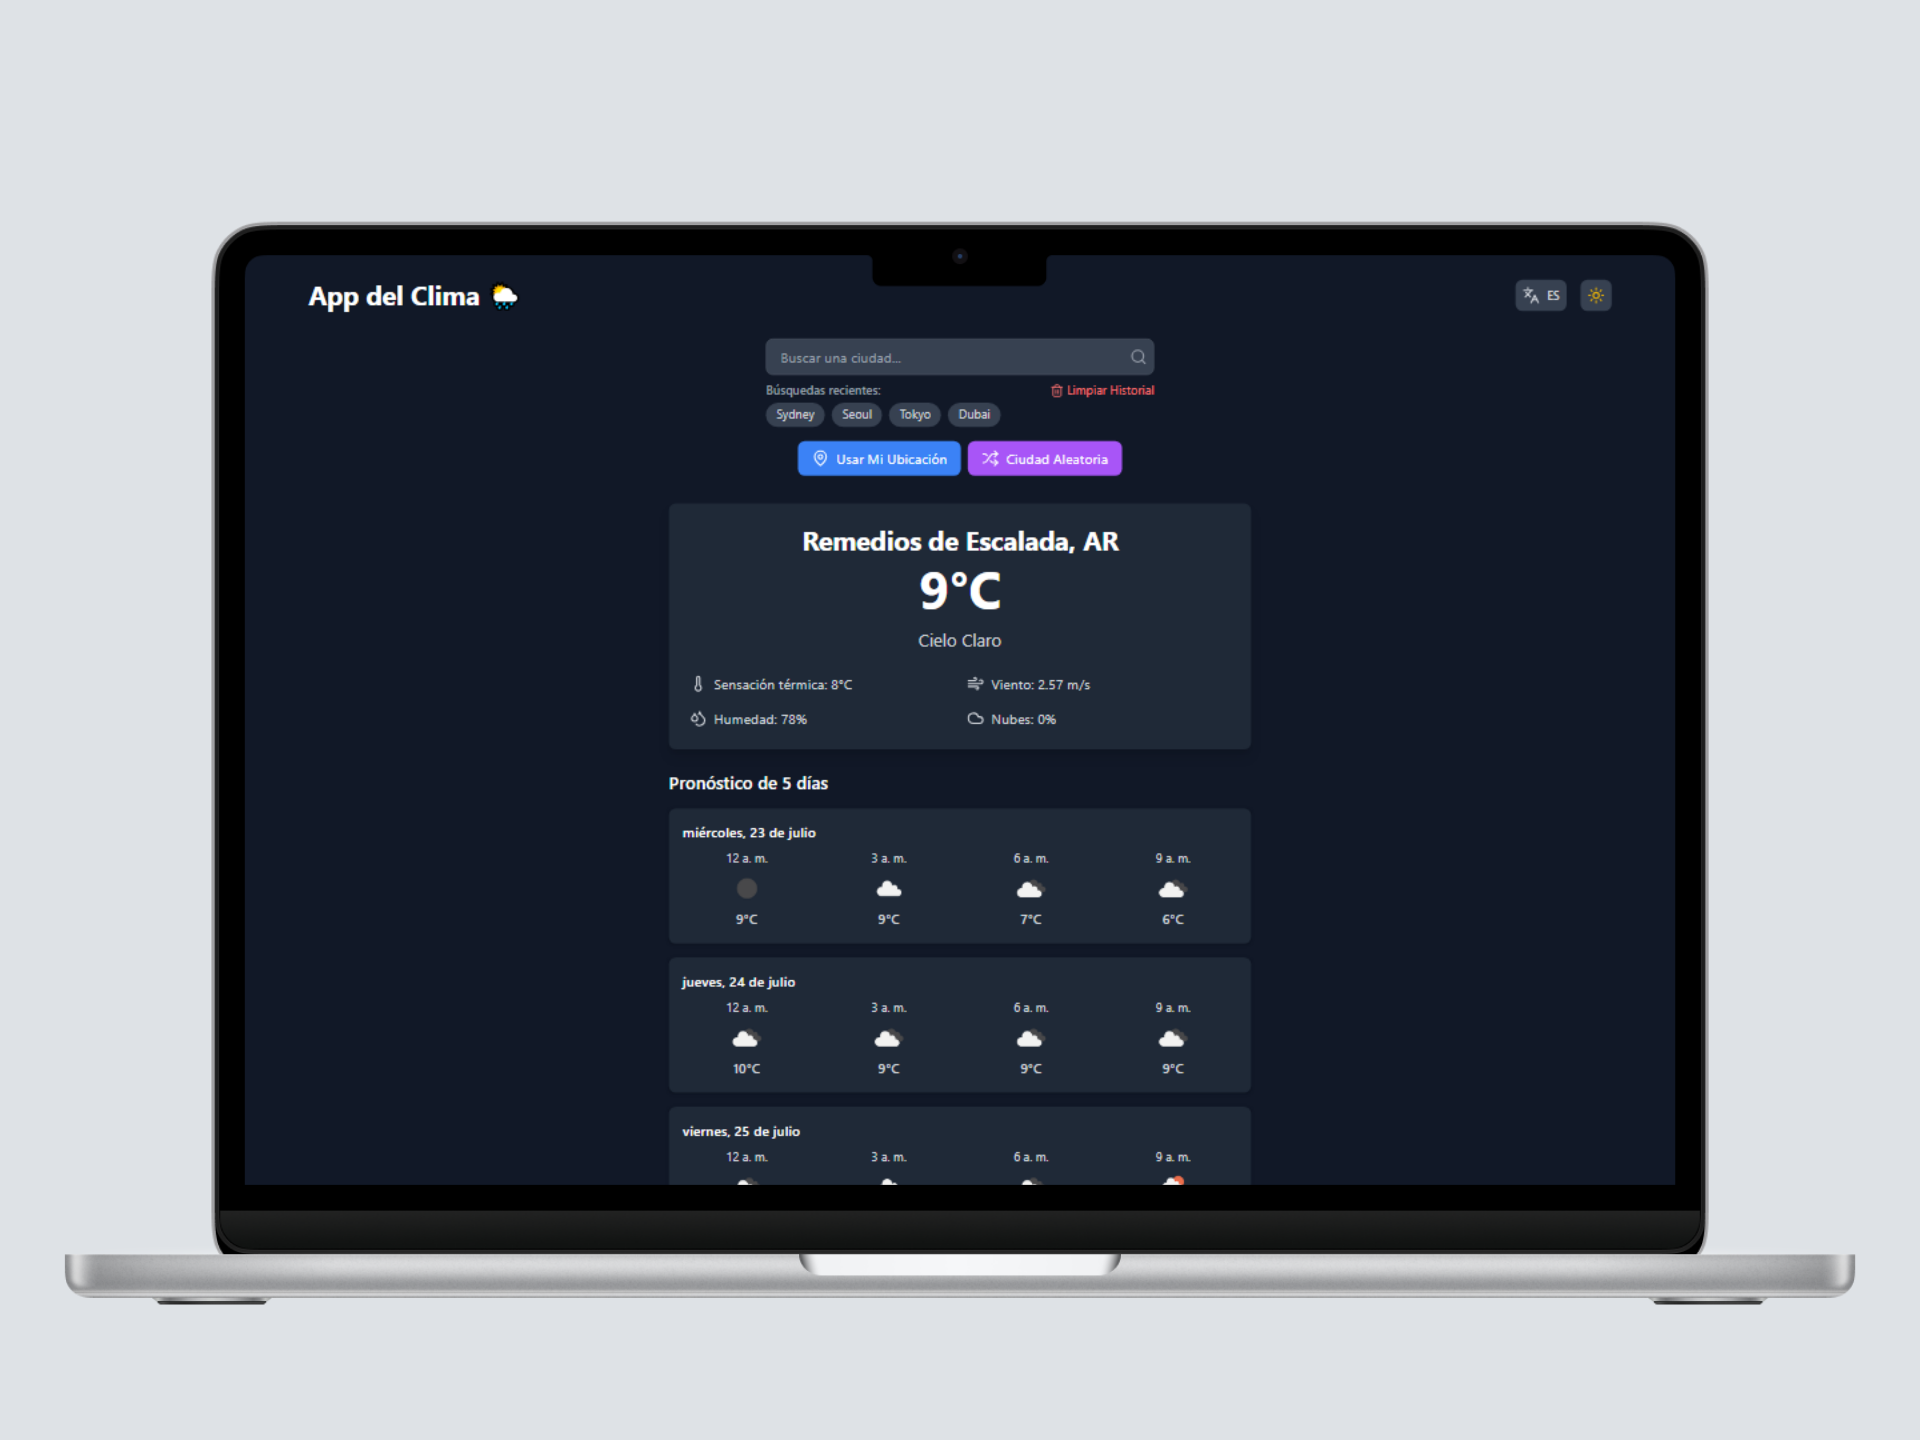 App del Clima
ES
Buscar una ciudad...
Búsquedas recientes:
Limpiar Historial
Sydney Seoul Tokyo Dubai
Usar Mi Ubicación Ciudad Aleatoria
Remedios de Escalada, AR
9°C
Cielo Claro
Sensación térmica: 8°C
Viento: 2.57 m/s
Humedad: 78%
Nubes: 0%
Pronóstico de 5 días
miércoles, 23 de julio
12 a. m. 3 a. m. 6 a. m. 9 a. m.
9°C 9°C 7°C 6°C
jueves, 24 de julio
12 a. m. 3 a. m. 6 a. m. 9 a. m.
10°C 9°C 9°C 9°C
viernes, 25 de julio
12 a. m. 3 a. m. 6 a. m. 9 a. m.